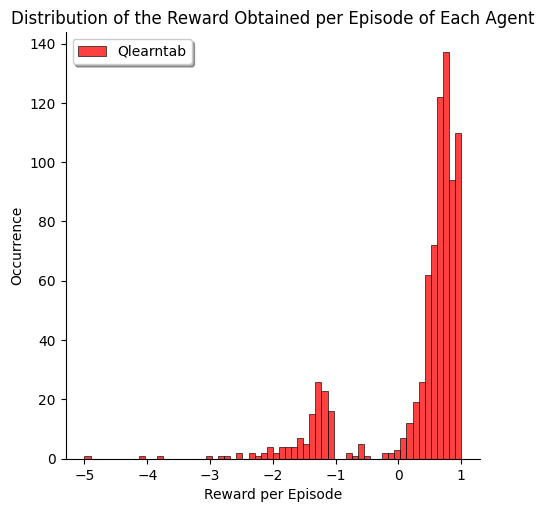 Distribution of the Reward Obtained per Episode of Each Agent
Qlearntab
140
120
100
80
60
40
20
0
Occurrence
−5 −4 −3 −2 −1 0 1
Reward per Episode